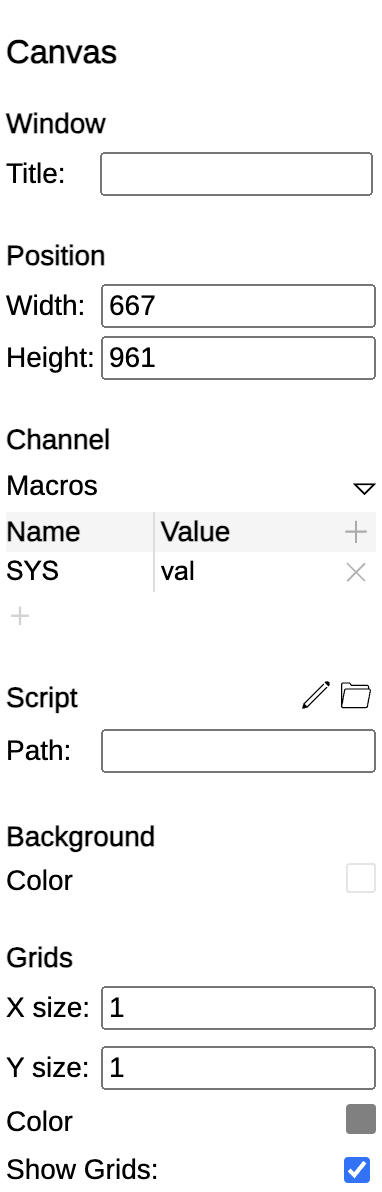 Canvas
Window
Title:
Position
Width: 667
Height: 961
Channel
Macros
Name Value
SYS val
Script
Path:
Background
Color
Grids
X size: 1
Y size: 1
Color
Show Grids: